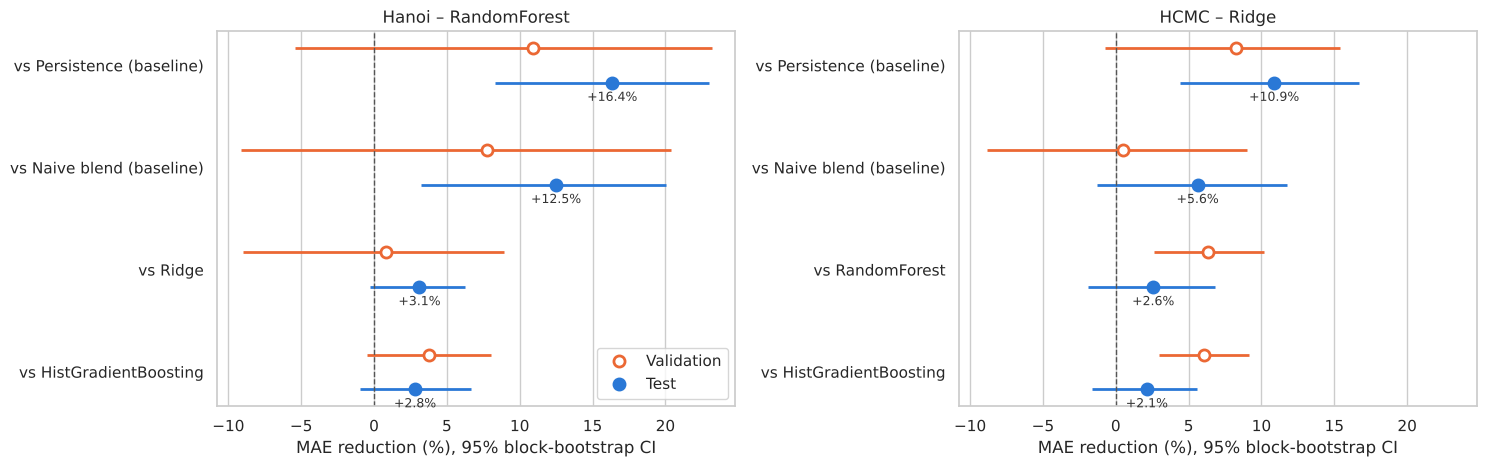 Hanoi – RandomForest
vs Persistence (baseline)
+16.4%
vs Naive blend (baseline)
+12.5%
vs Ridge
+3.1%
vs HistGradientBoosting
+2.8%
Validation
Test
−10 −5 0 5 10 15 20
MAE reduction (%), 95% block-bootstrap CI
HCMC – Ridge
vs Persistence (baseline)
+10.9%
vs Naive blend (baseline)
+5.6%
vs RandomForest
+2.6%
vs HistGradientBoosting
+2.1%
−10 −5 0 5 10 15 20
MAE reduction (%), 95% block-bootstrap CI